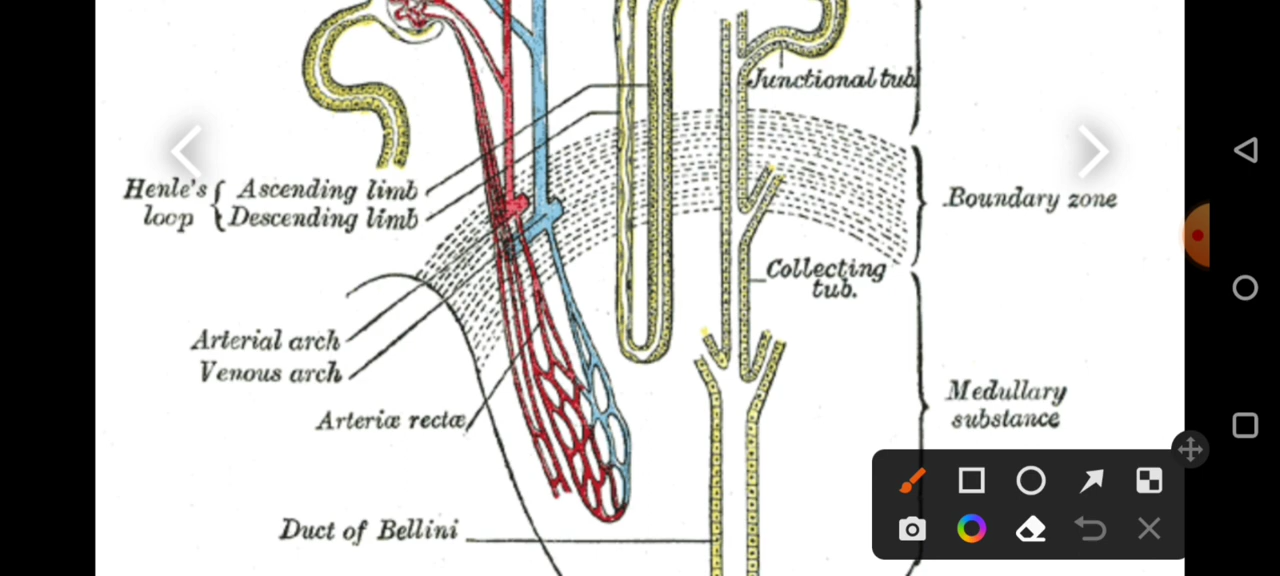 Junctional tub.
Henle's loop { Ascending limb
Descending limb
Boundary zone
Collecting
tub.
Arterial arch
Venous arch
Arteriæ rectæ
Medullary
substance
Duct of Bellini